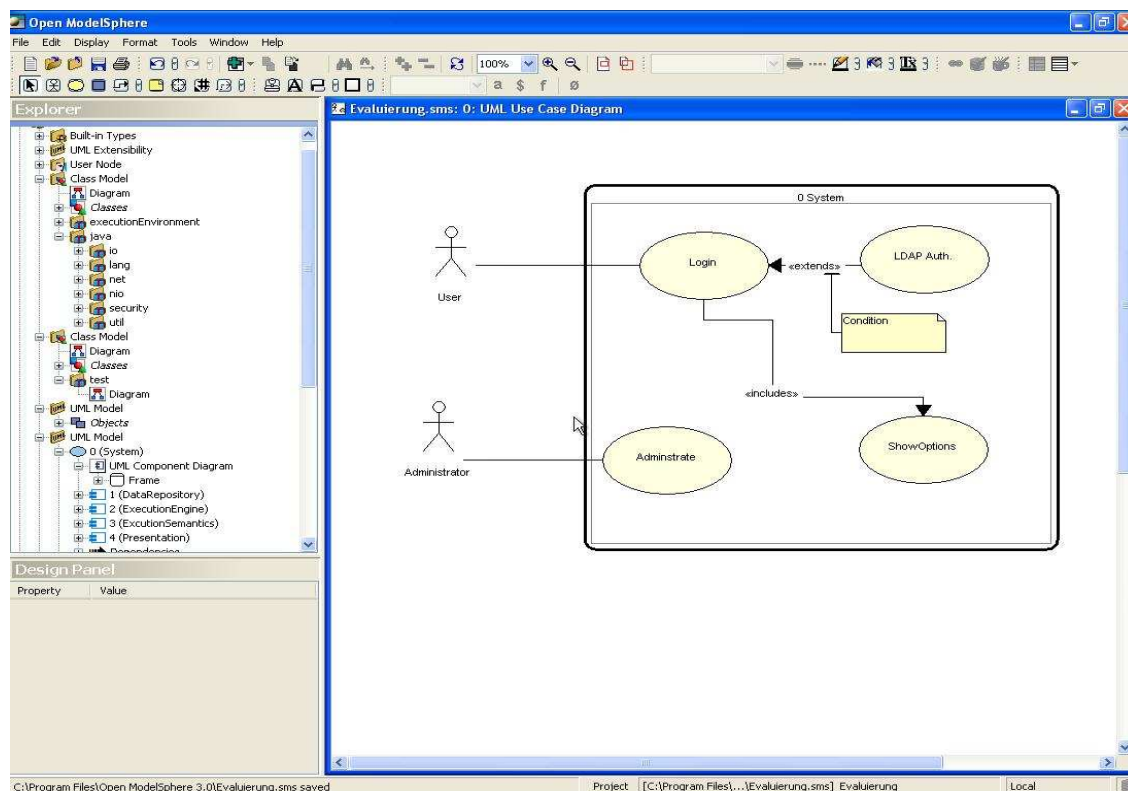 Open ModelSphere
File Edit Display Format Tools Window Help
100%
a $ f ø
Explorer
Built-in Types
UML Extensibility
User Node
Class Model
Diagram
Classes
executionEnvironment
java
io
lang
net
nio
security
util
Class Model
Diagram
Classes
test
Diagram
UML Model
Objects
UML Model
0 (System)
UML Component Diagram
Frame
1 (DataRepository)
2 (ExecutionEngine)
3 (ExcutionSemantics)
4 (Presentation)
Dependencies
Design Panel
Property Value
Evaluierung.sms: 0: UML Use Case Diagram
0 System
Login
«extends»
LDAP Auth.
User
Condition
«includes»
Administrator
Adminstrate
ShowOptions
C:\Program Files\Open ModelSphere 3.0\Evaluierung.sms saved
Project [C:\Program Files\...\Evaluierung.sms] Evaluierung Local